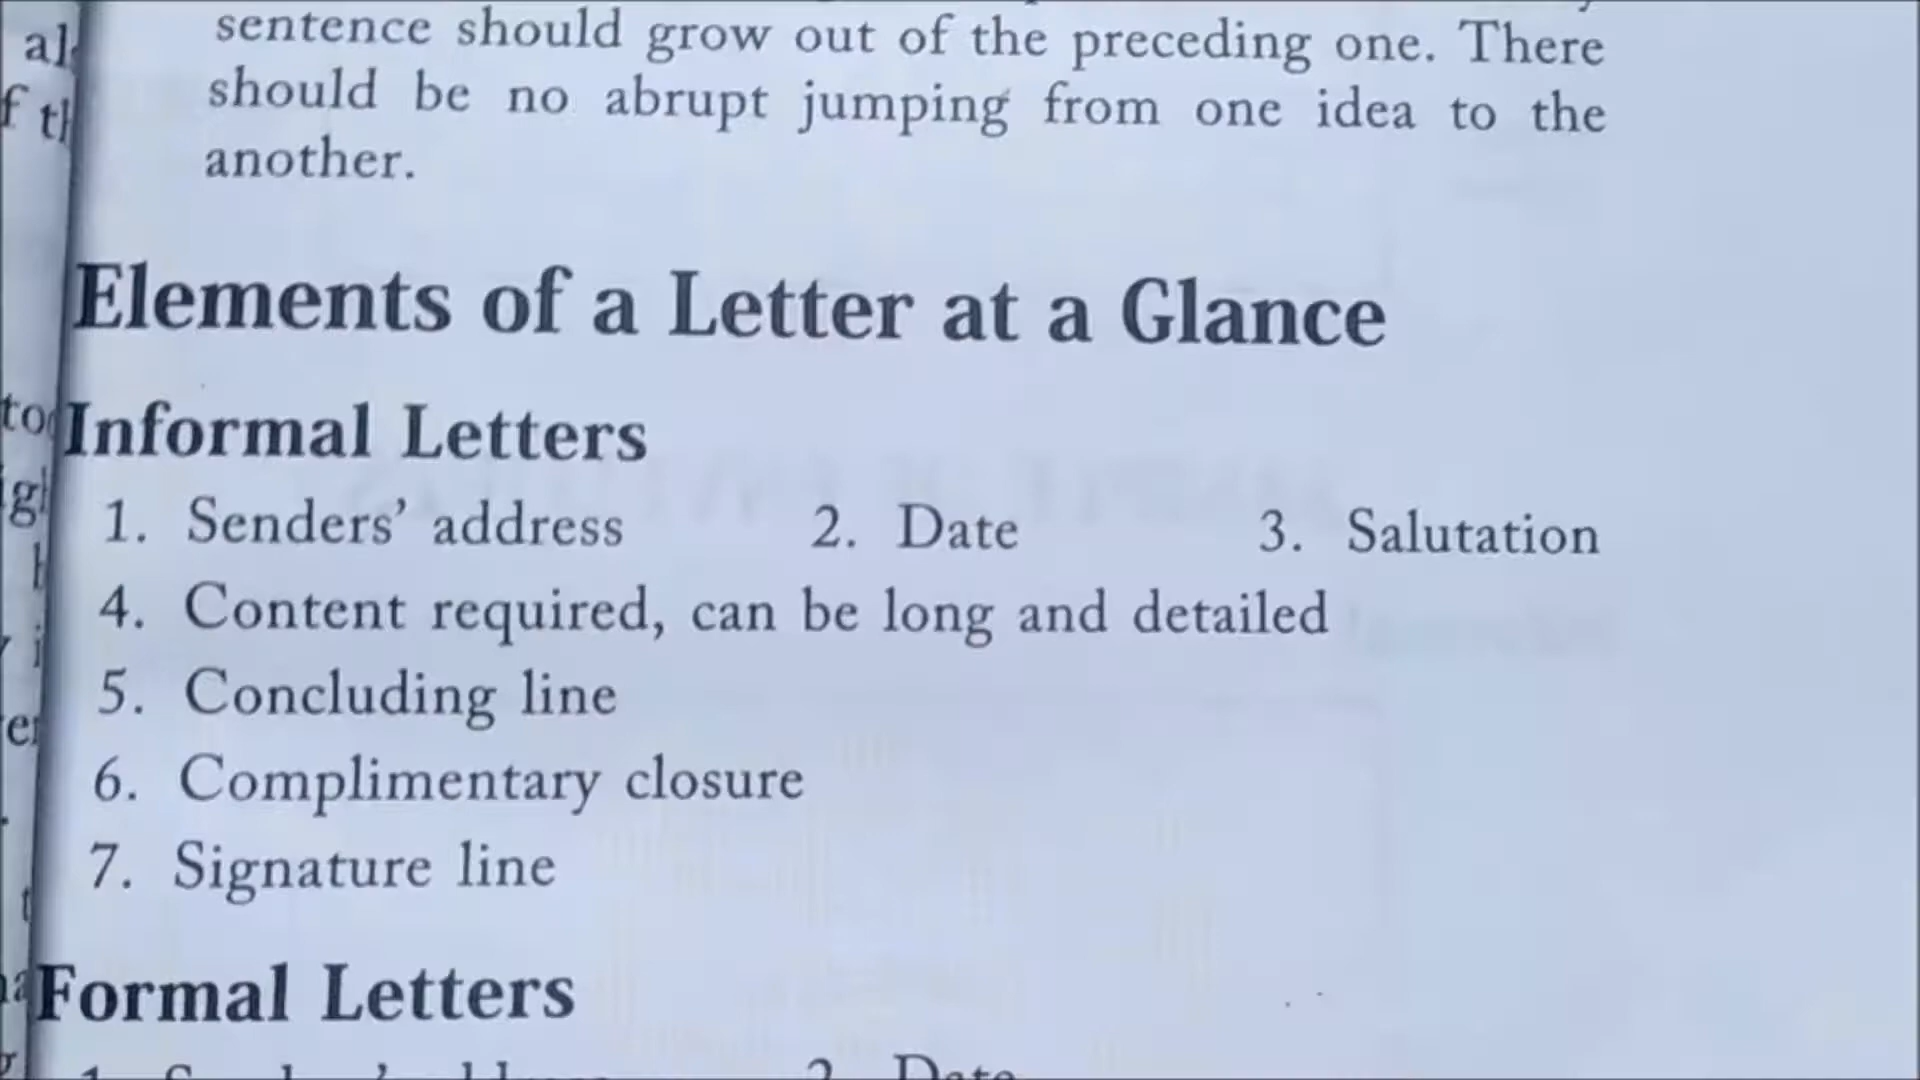 sentence should grow out of the preceding one. There
should be no abrupt jumping from one idea to the
another.
Elements of a Letter at a Glance
Informal Letters
1. Senders’ address 2. Date 3. Salutation
4. Content required, can be long and detailed
5. Concluding line
6. Complimentary closure
7. Signature line
Formal Letters